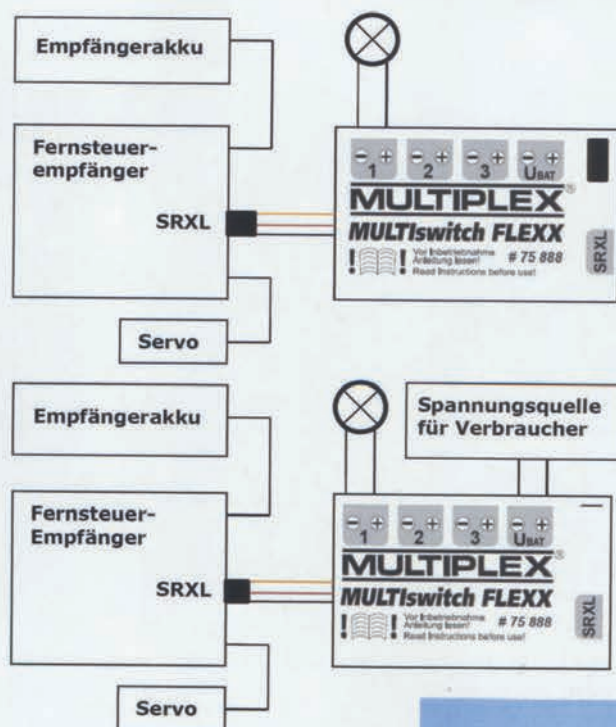 Empfängerakku
Fernsteuer-
empfänger
SRXL
Servo
⊖ ⊕ ⊖ ⊕ ⊖ ⊕ ⊖ ⊕
1 2 3 UBAT
MULTIPLEX®
MULTIswitch FLEXX
! ! Vor Inbetriebnahme
Anleitung lesen! # 75 888
Read Instructions before use!
SRXL
Empfängerakku
Fernsteuer-
Empfänger
SRXL
Servo
Spannungsquelle
für Verbraucher
⊖ ⊕ ⊖ ⊕ ⊖ ⊕ ⊖ ⊕
1 2 3 UBAT
MULTIPLEX®
MULTIswitch FLEXX
! ! Vor Inbetriebnahme
Anleitung lesen! # 75 888
Read Instructions before use!
SRXL